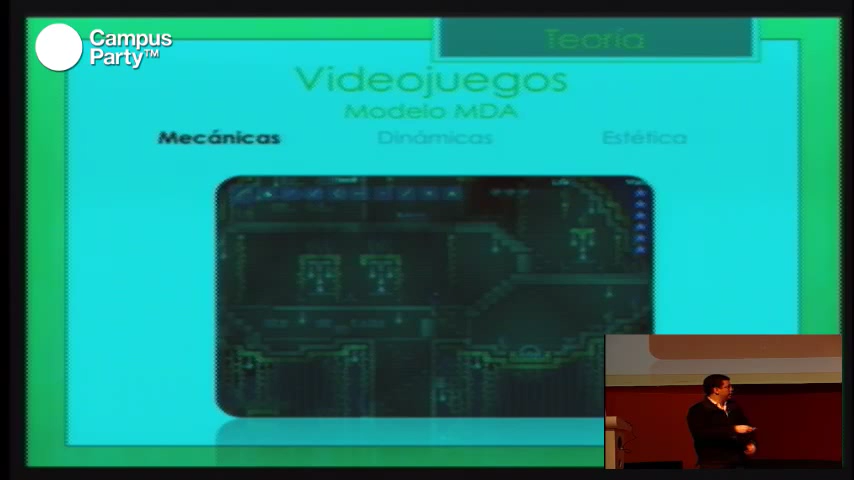 Campus
Party™
Teoría
Videojuegos
Modelo MDA
Mecánicas Dinámicas Estética